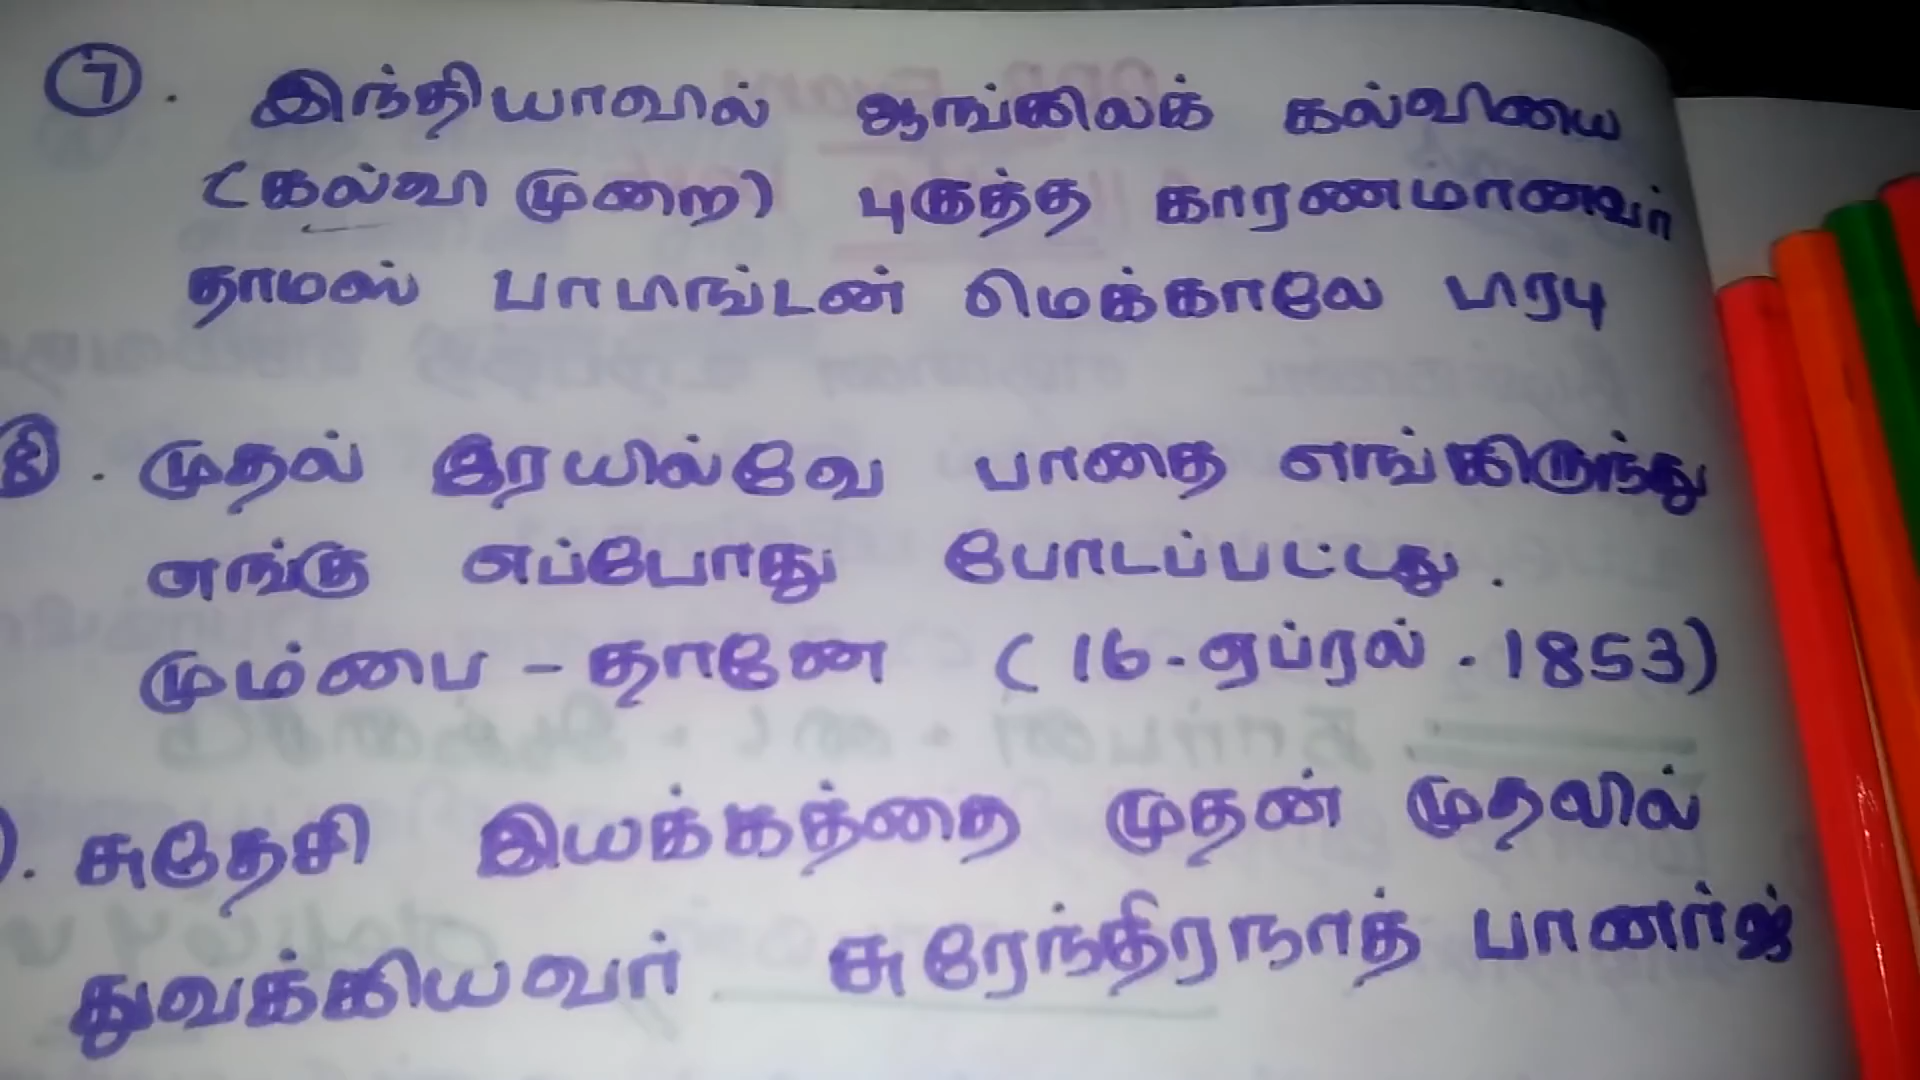 7. இந்தியாவில் ஆங்கிலக் கல்வியை
(கல்வி முறை) புகுத்த காரணமானவர்
தாமஸ் பாபிங்டன் மெக்காலே பிரபு
8. முதல் இரயில்வே பாதை எங்கிருந்து
எங்கு எப்போது போடப்பட்டது.
மும்பை - தானே (16-ஏப்ரல் - 1853)
சுதேசி இயக்கத்தை முதன் முதலில்
துவக்கியவர் சுரேந்திரநாத் பானர்ஜி